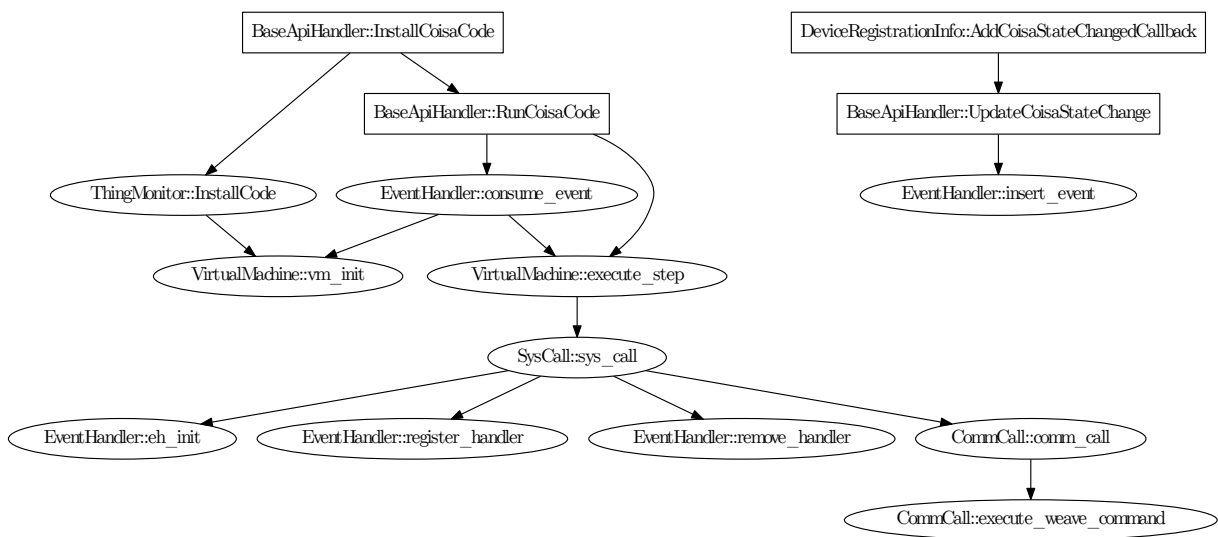 BaseApiHandler::InstallCoisaCode
DeviceRegistrationInfo::AddCoisaStateChangedCallback
BaseApiHandler::RunCoisaCode
BaseApiHandler::UpdateCoisaStateChange
ThingMonitor::InstallCode
EventHandler::consume_event
EventHandler::insert_event
VirtualMachine::vm_init
VirtualMachine::execute_step
SysCall::sys_call
EventHandler::eh_init
EventHandler::register_handler
EventHandler::remove_handler
CommCall::comm_call
CommCall::execute_weave_command